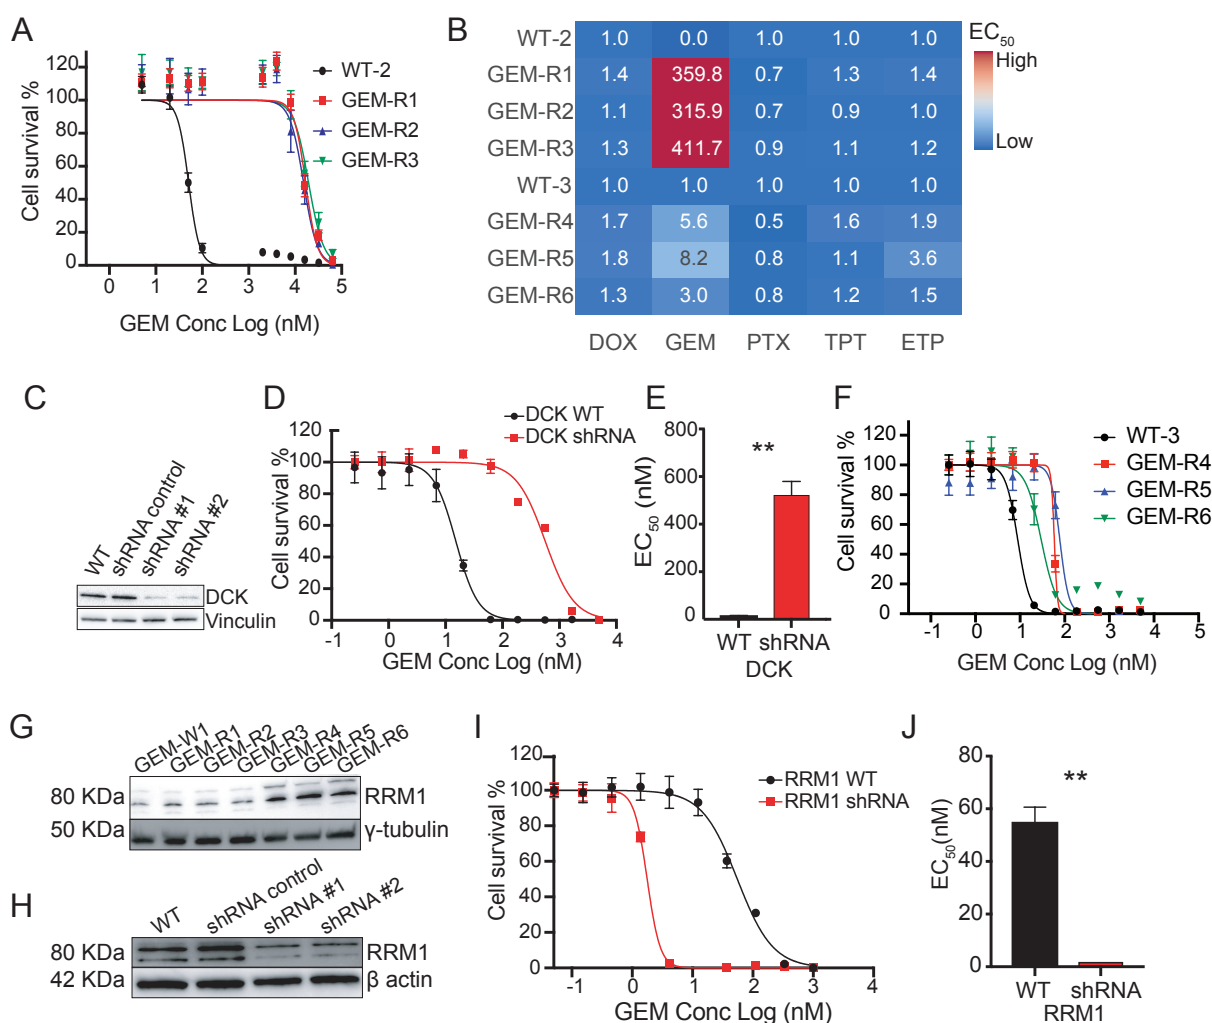 A
120
100
80
60
40
20
0
0 1 2 3 4 5
Cell survival %
GEM Conc Log (nM)
WT-2
GEM-R1
GEM-R2
GEM-R3
B
WT-2 1.0 0.0 1.0 1.0 1.0
GEM-R1 1.4 359.8 0.7 1.3 1.4
GEM-R2 1.1 315.9 0.7 0.9 1.0
GEM-R3 1.3 411.7 0.9 1.1 1.2
WT-3 1.0 1.0 1.0 1.0 1.0
GEM-R4 1.7 5.6 0.5 1.6 1.9
GEM-R5 1.8 8.2 0.8 1.1 3.6
GEM-R6 1.3 3.0 0.8 1.2 1.5
DOX GEM PTX TPT ETP
EC50
High
Low
C
WT
shRNA control
shRNA #1
shRNA #2
DCK
Vinculin
D
120
100
80
60
40
20
0
-1 0 1 2 3 4
Cell survival %
GEM Conc Log (nM)
DCK WT
DCK shRNA
E
800
600
400
200
0
EC50 (nM)
**
WT shRNA
DCK
F
120
100
80
60
40
20
0
-1 0 1 2 3 4 5
Cell survival %
GEM Conc Log (nM)
WT-3
GEM-R4
GEM-R5
GEM-R6
G
GEM-W1
GEM-R1
GEM-R2
GEM-R3
GEM-R4
GEM-R5
GEM-R6
80 KDa
RRM1
50 KDa
γ-tubulin
H
WT
shRNA control
shRNA #1
shRNA #2
80 KDa
RRM1
42 KDa
β actin
I
120
100
80
60
40
20
0
-1 0 1 2 3 4
Cell survival %
GEM Conc Log (nM)
RRM1 WT
RRM1 shRNA
J
80
60
40
20
0
EC50(nM)
**
WT shRNA
RRM1